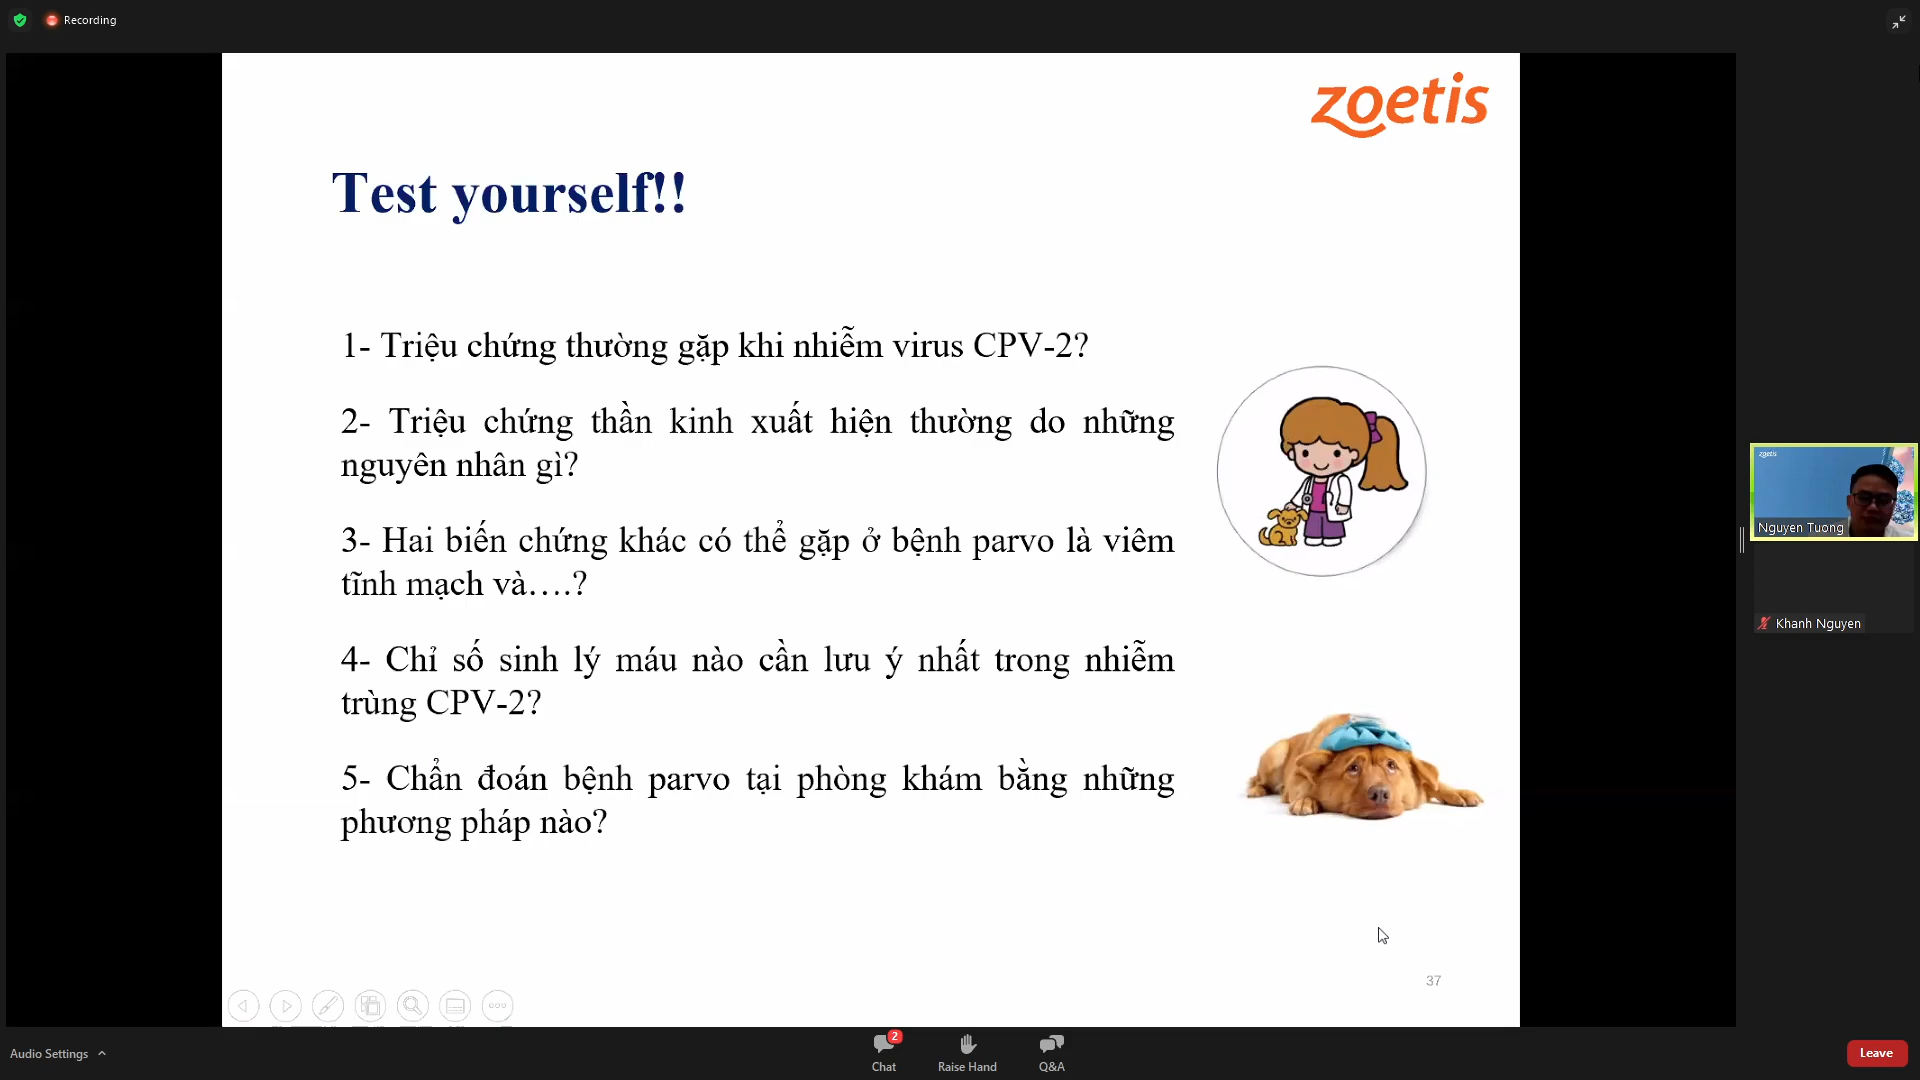 Recording
zoetis
Test yourself!!
1- Triệu chứng thường gặp khi nhiễm virus CPV-2?
2- Triệu chứng thần kinh xuất hiện thường do những
nguyên nhân gì?
3- Hai biến chứng khác có thể gặp ở bệnh parvo là viêm
tĩnh mạch và….?
4- Chỉ số sinh lý máu nào cần lưu ý nhất trong nhiễm
trùng CPV-2?
5- Chẩn đoán bệnh parvo tại phòng khám bằng những
phương pháp nào?
37
zoetis
Nguyen Tuong
Khanh Nguyen
Audio Settings
2
Chat
Raise Hand
Q&A
Leave